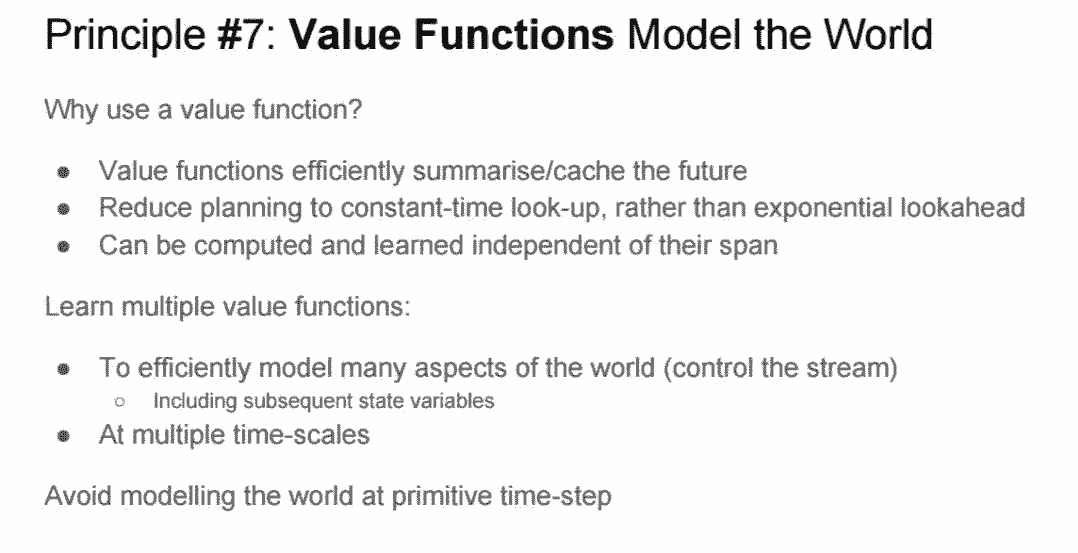 Principle #7: Value Functions Model the World
Why use a value function?
● Value functions efficiently summarise/cache the future
● Reduce planning to constant-time look-up, rather than exponential lookahead
● Can be computed and learned independent of their span
Learn multiple value functions:
● To efficiently model many aspects of the world (control the stream)
○ Including subsequent state variables
● At multiple time-scales
Avoid modelling the world at primitive time-step